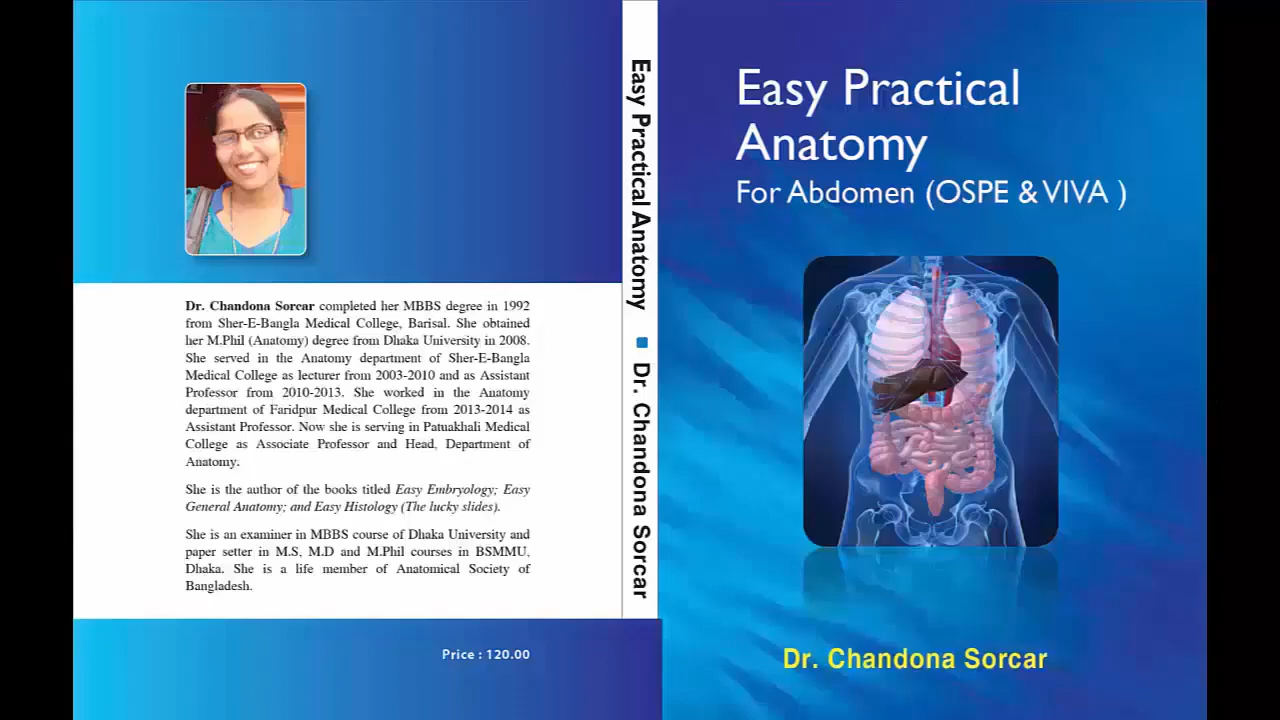 Dr. Chandona Sorcar completed her MBBS degree in 1992
from Sher-E-Bangla Medical College, Barisal. She obtained
her M.Phil (Anatomy) degree from Dhaka University in 2008.
She served in the Anatomy department of Sher-E-Bangla
Medical College as lecturer from 2003-2010 and as Assistant
Professor from 2010-2013. She worked in the Anatomy
department of Faridpur Medical College from 2013-2014 as
Assistant Professor. Now she is serving in Patuakhali Medical
College as Associate Professor and Head, Department of
Anatomy.
She is the author of the books titled Easy Embryology; Easy
General Anatomy; and Easy Histology (The lucky slides).
She is an examiner in MBBS course of Dhaka University and
paper setter in M.S, M.D and M.Phil courses in BSMMU,
Dhaka. She is a life member of Anatomical Society of
Bangladesh.
Price : 120.00
Easy Practical Anatomy ■ Dr. Chandona Sorcar
Easy Practical
Anatomy
For Abdomen (OSPE & VIVA )
Dr. Chandona Sorcar